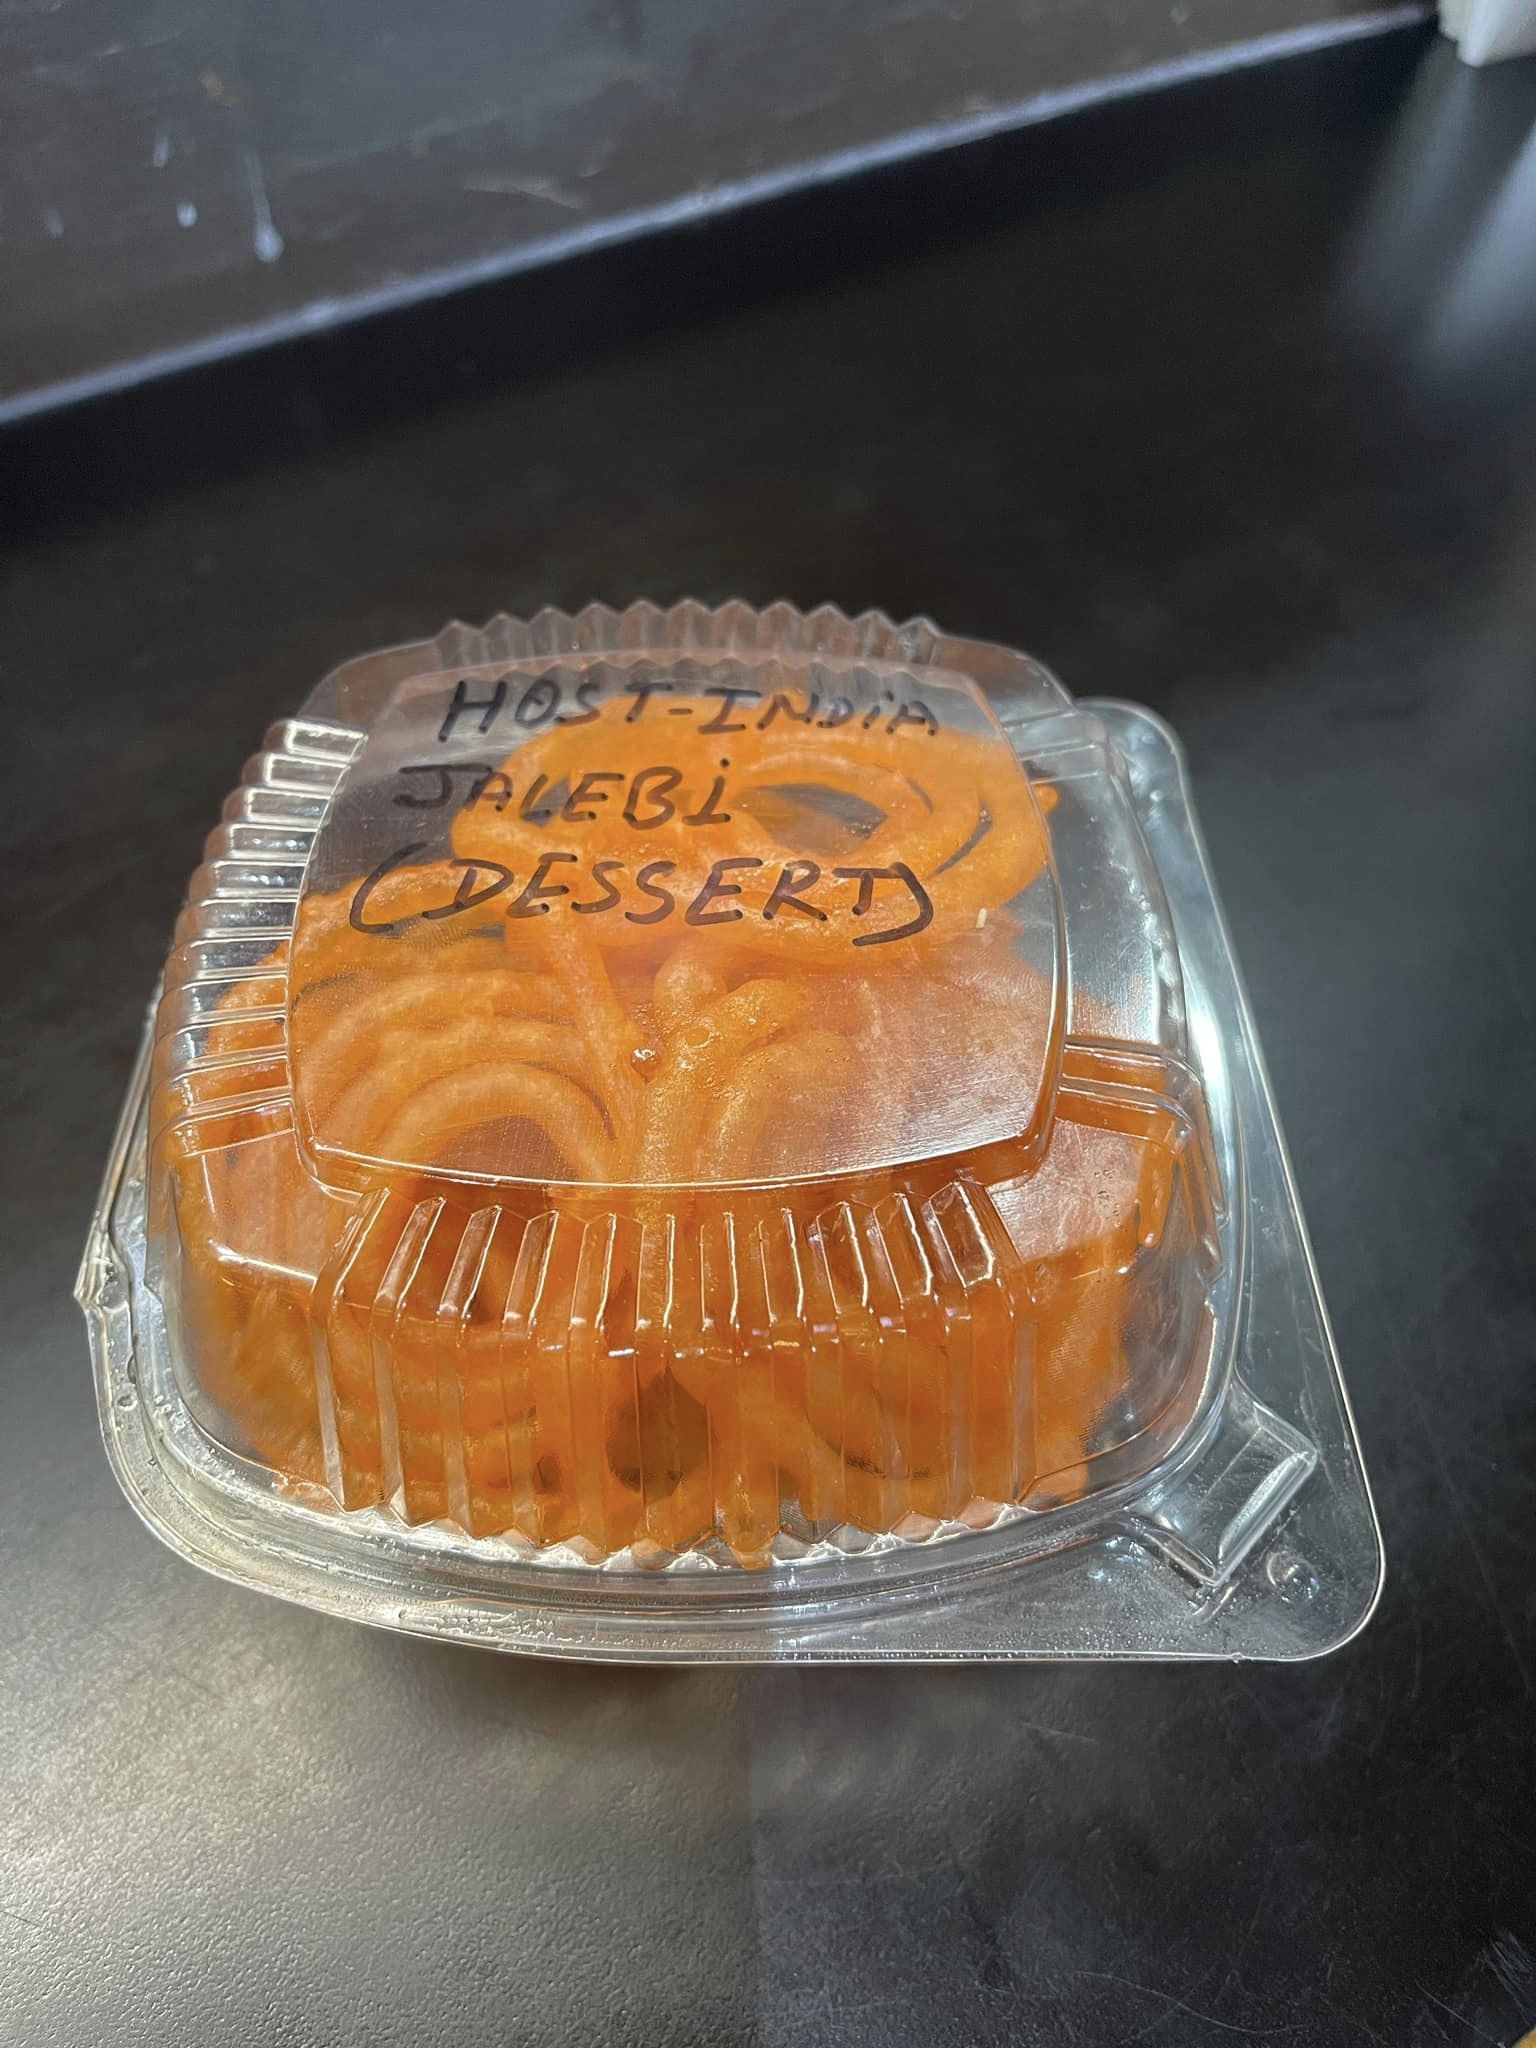 HOST-INDiA
JALEBi
(DESSERT)